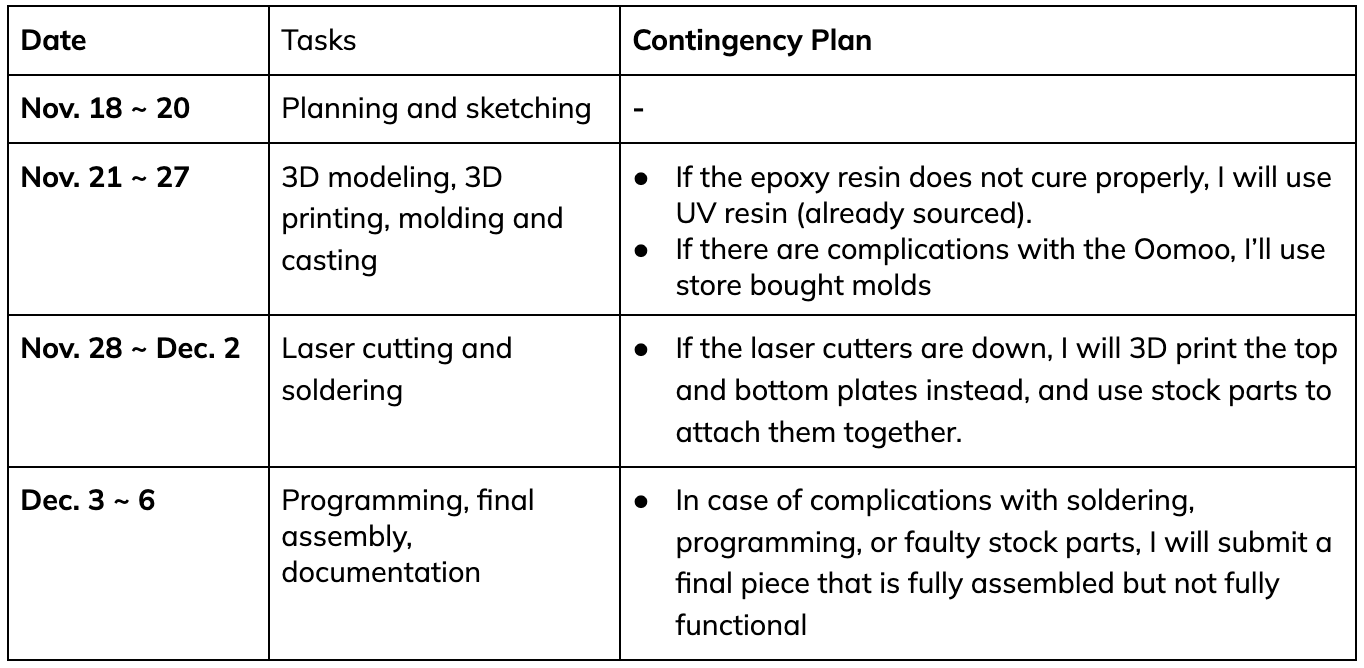 Date Tasks Contingency Plan
Nov. 18 ~ 20 Planning and sketching -
Nov. 21 ~ 27
3D modeling, 3D
printing, molding and
casting
● If the epoxy resin does not cure properly, I will use
UV resin (already sourced).
● If there are complications with the Oomoo, I’ll use
store bought molds
Nov. 28 ~ Dec. 2
Laser cutting and
soldering
● If the laser cutters are down, I will 3D print the top
and bottom plates instead, and use stock parts to
attach them together.
Dec. 3 ~ 6
Programming, final
assembly,
documentation
● In case of complications with soldering,
programming, or faulty stock parts, I will submit a
final piece that is fully assembled but not fully
functional